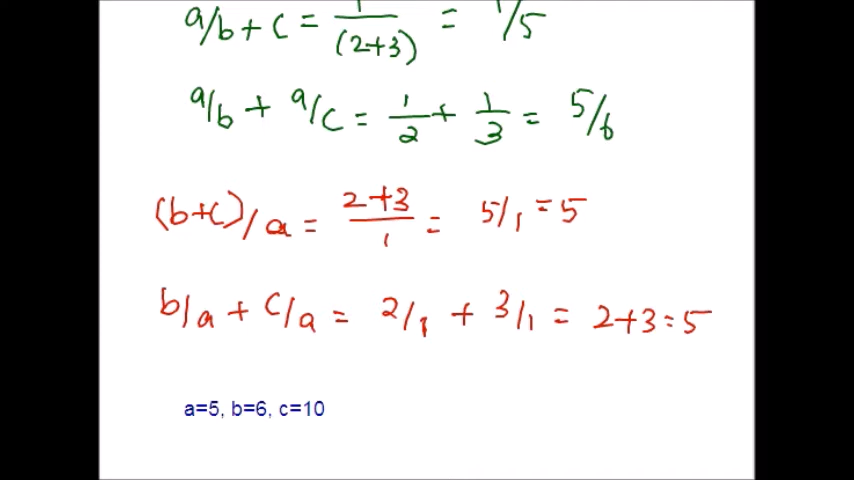 a/b+c = 1/(2+3) = 1/5
a/b + a/c = 1/2 + 1/3 = 5/6
(b+c)/a = 2+3/1 = 5/1 = 5
b/a + c/a = 2/1 + 3/1 = 2+3=5
a=5, b=6, c=10